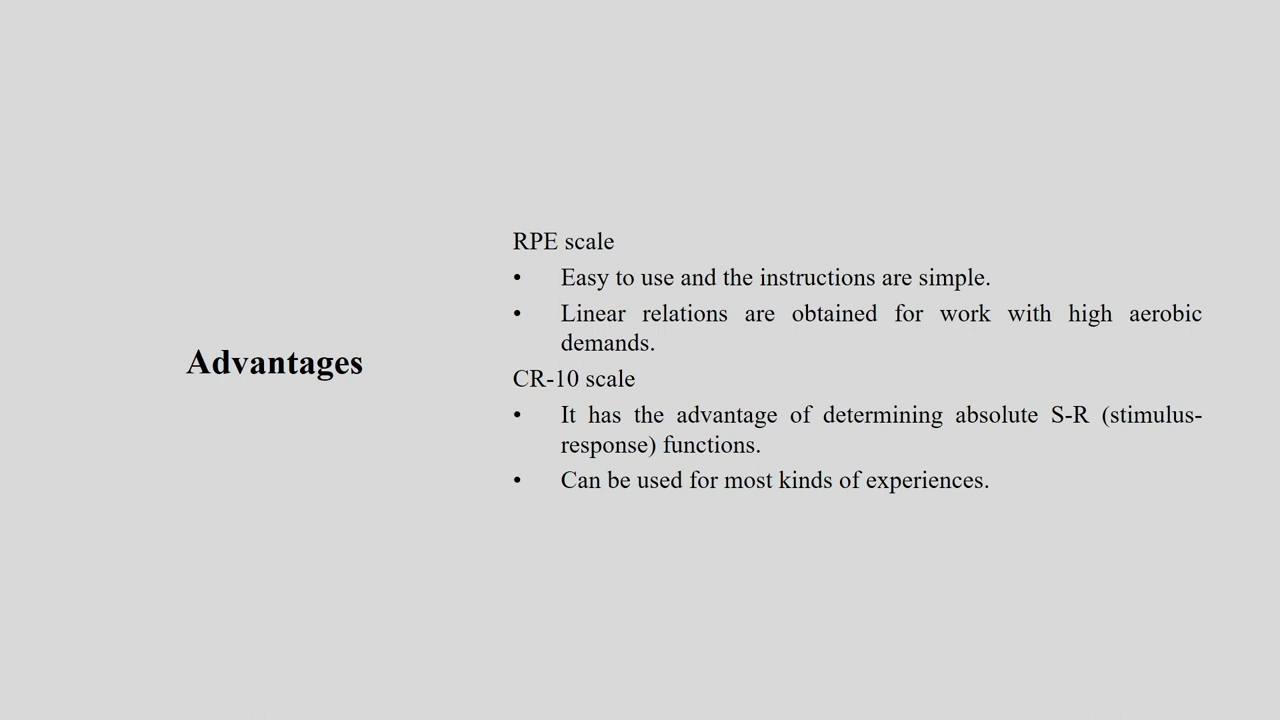 Advantages
RPE scale
• Easy to use and the instructions are simple.
• Linear relations are obtained for work with high aerobic
demands.
CR-10 scale
• It has the advantage of determining absolute S-R (stimulus-
response) functions.
• Can be used for most kinds of experiences.